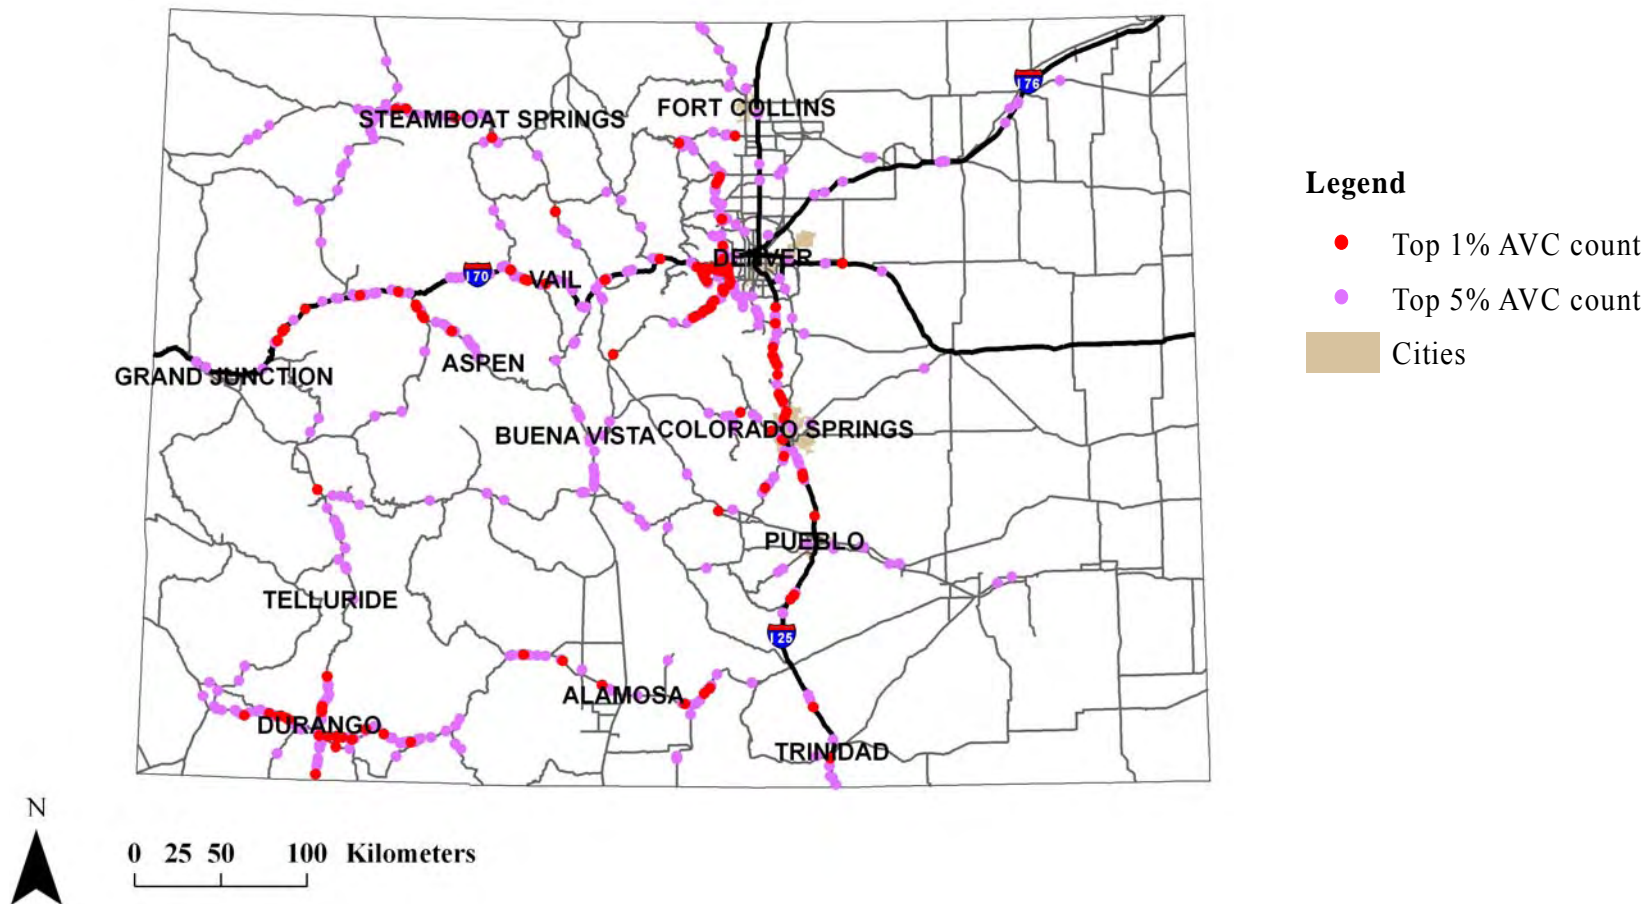 I 76
STEAMBOAT SPRINGS
FORT COLLINS
Legend
Top 1% AVC count
DENVER
I 70
VAIL
Top 5% AVC count
Cities
ASPEN
GRAND JUNCTION
BUENA VISTA
COLORADO SPRINGS
PUEBLO
TELLURIDE
I 25
ALAMOSA
DURANGO
TRINIDAD
N
0 25 50 100 Kilometers